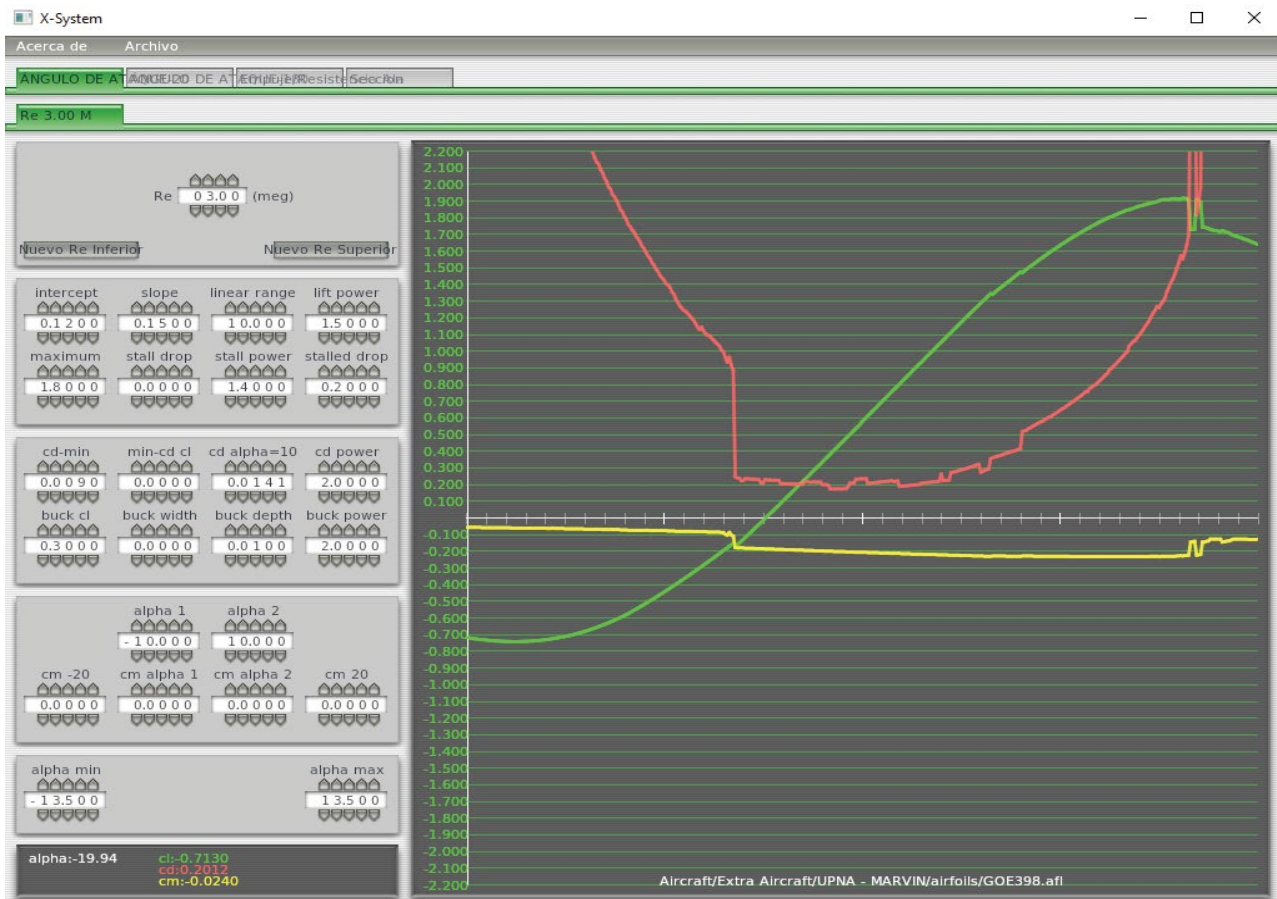 X-System
Acerca de Archivo
ANGULO DE AT
Re 3.00 M
Re 0 3.0 0 (meg)
Nuevo Re Inferior Nuevo Re Superior
intercept slope linear range lift power
0.1 2 0 0 0.1 5 0 0 1 0.0 0 0 1.5 0 0 0
maximum stall drop stall power stalled drop
1.8 0 0 0 0.0 0 0 0 1.4 0 0 0 0.2 0 0 0
cd-min min-cd cl cd alpha=10 cd power
0.0 0 9 0 0.0 0 0 0 0.0 1 4 1 2.0 0 0 0
buck cl buck width buck depth buck power
0.3 0 0 0 0.0 0 0 0 0.0 1 0 0 2.0 0 0 0
alpha 1 alpha 2
- 1 0.0 0 0 1 0.0 0 0
cm -20 cm alpha 1 cm alpha 2 cm 20
0.0 0 0 0 0.0 0 0 0 0.0 0 0 0 0.0 0 0 0
alpha min alpha max
- 1 3.5 0 0 1 3.5 0 0
alpha:-19.94 cl:-0.7130
cd:0.2012
cm:-0.0240
2.200
2.100
2.000
1.900
1.800
1.700
1.600
1.500
1.400
1.300
1.200
1.100
1.000
0.900
0.800
0.700
0.600
0.500
0.400
0.300
0.200
0.100
-0.100
-0.200
-0.300
-0.400
-0.500
-0.600
-0.700
-0.800
-0.900
-1.000
-1.100
-1.200
-1.300
-1.400
-1.500
-1.600
-1.700
-1.800
-1.900
-2.000
-2.100
-2.200
Aircraft/Extra Aircraft/UPNA - MARVIN/airfoils/GOE398.afl